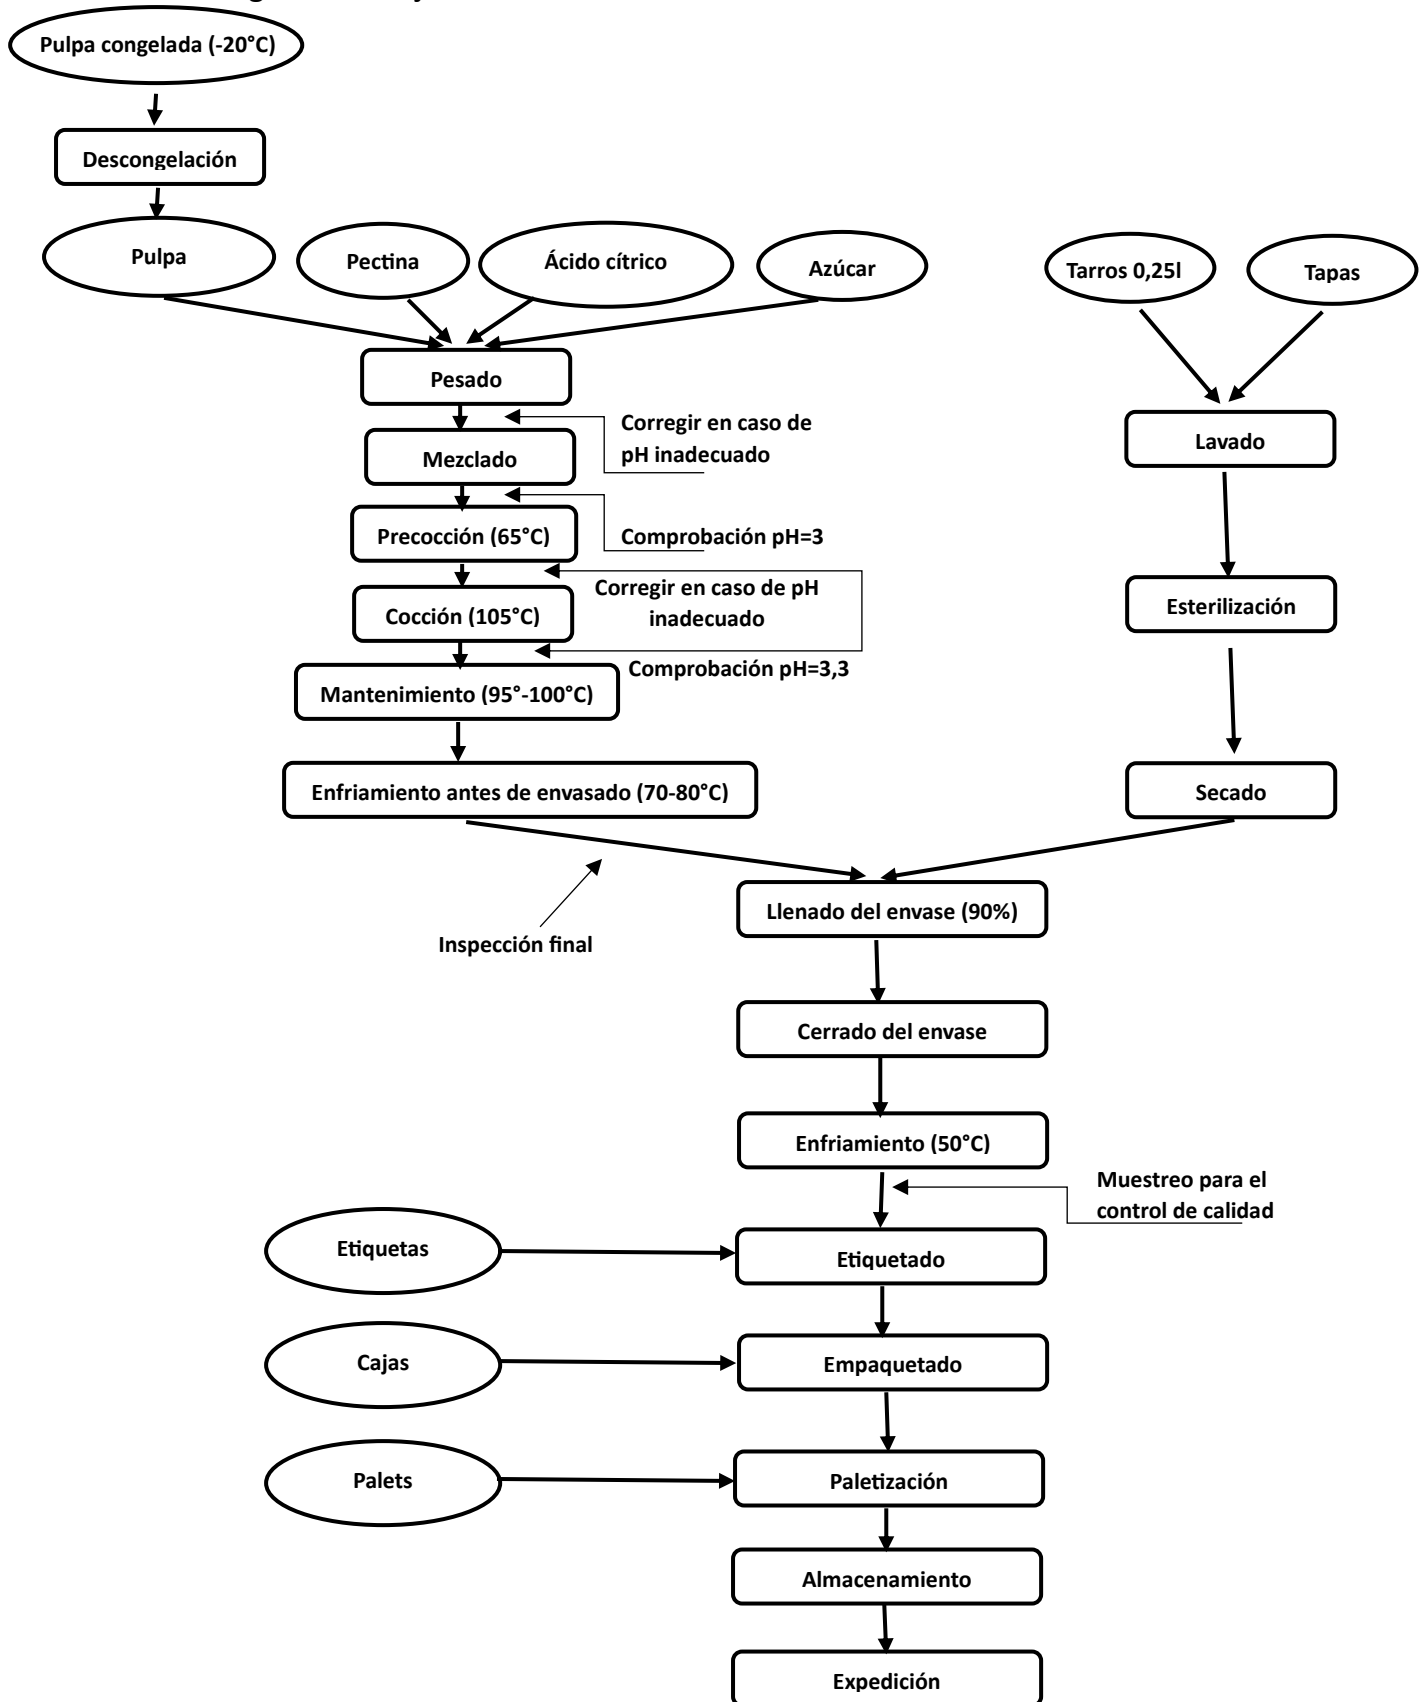 Pulpa congelada (-20°C)
Descongelación
Pulpa
Pectina
Ácido cítrico
Azúcar
Tarros 0,25l
Tapas
Pesado
Corregir en caso de
pH inadecuado
Lavado
Mezclado
Precocción (65°C)
Comprobación pH=3
Corregir en caso de pH
inadecuado
Cocción (105°C)
Esterilización
Comprobación pH=3,3
Mantenimiento (95°-100°C)
Enfriamiento antes de envasado (70-80°C)
Secado
Llenado del envase (90%)
Inspección final
Cerrado del envase
Enfriamiento (50°C)
Muestreo para el
control de calidad
Etiquetas
Etiquetado
Cajas
Empaquetado
Palets
Paletización
Almacenamiento
Expedición